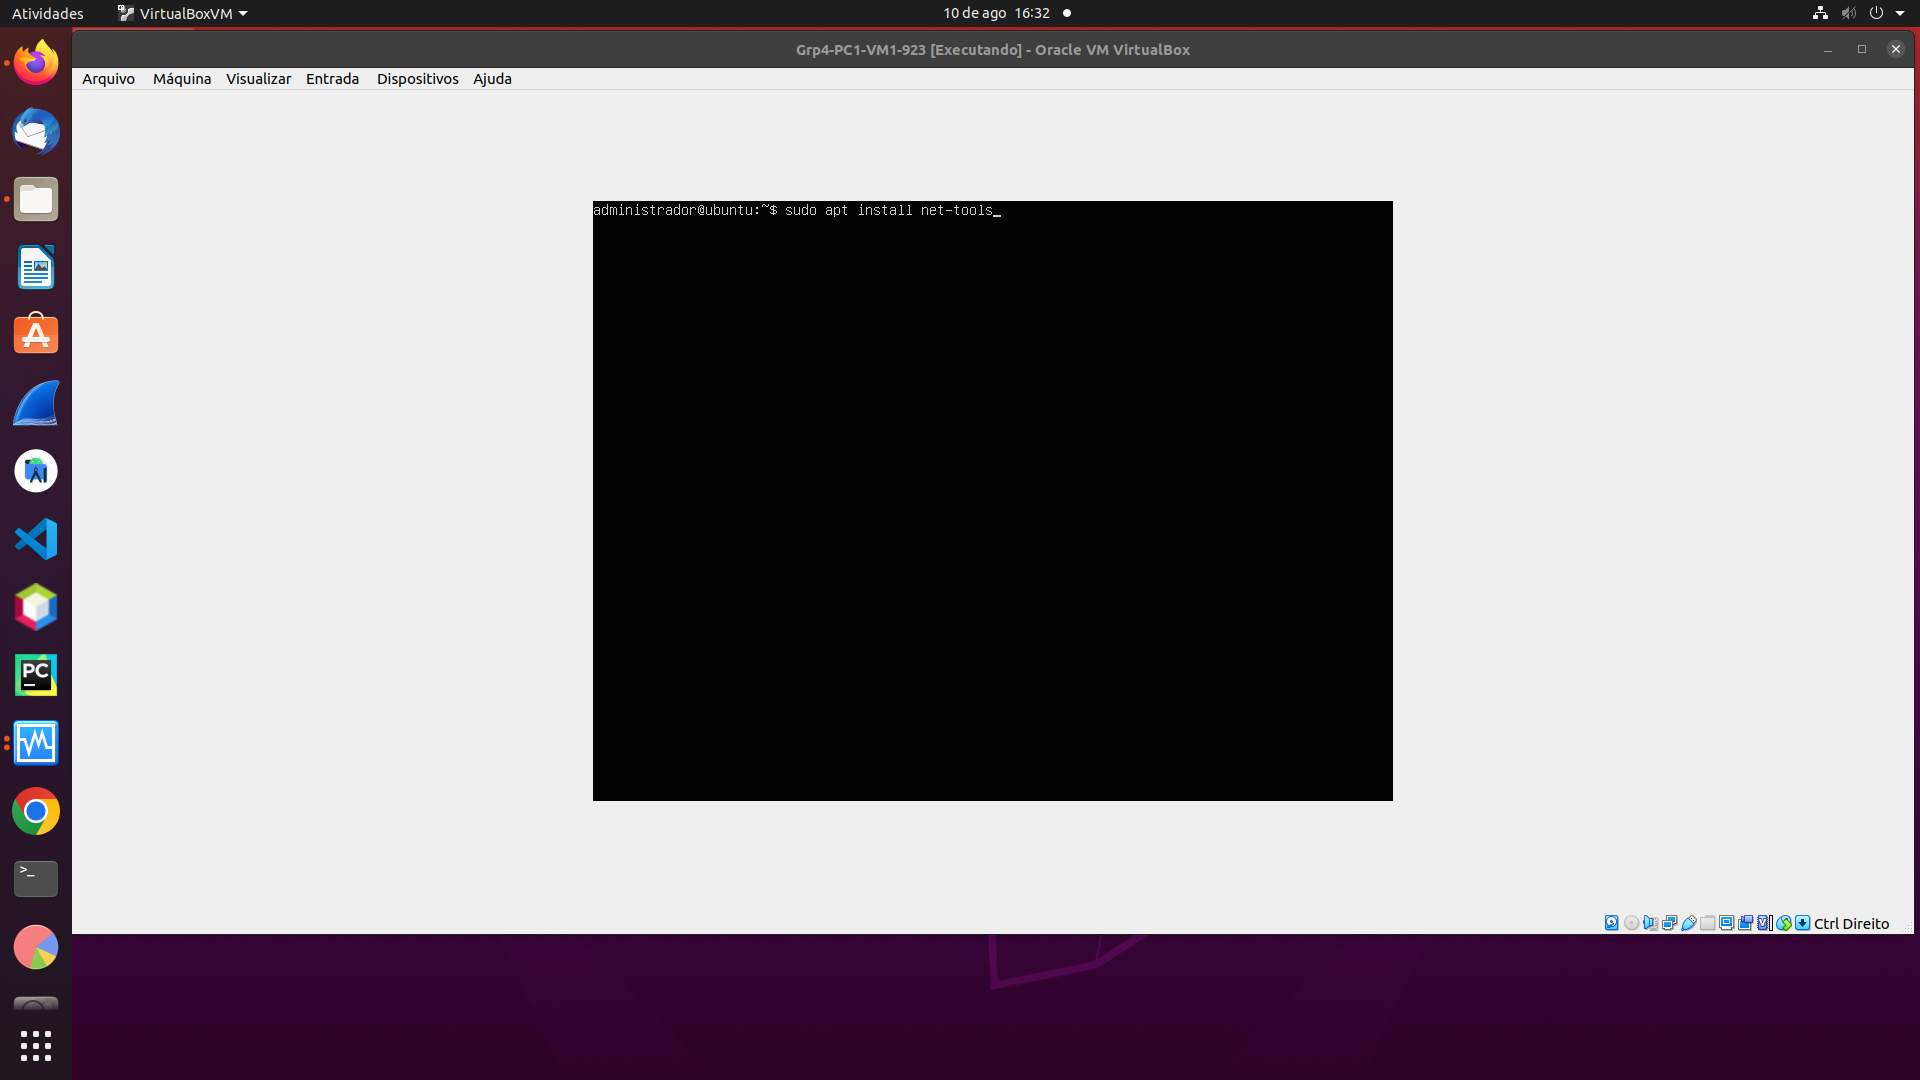 Atividades
VirtualBoxVM
10 de ago 16:32
Grp4-PC1-VM1-923 [Executando] - Oracle VM VirtualBox
Arquivo Máquina Visualizar Entrada Dispositivos Ajuda
administrador@ubuntu:~$ sudo apt install net-tools_
PC
>_
Ctrl Direito